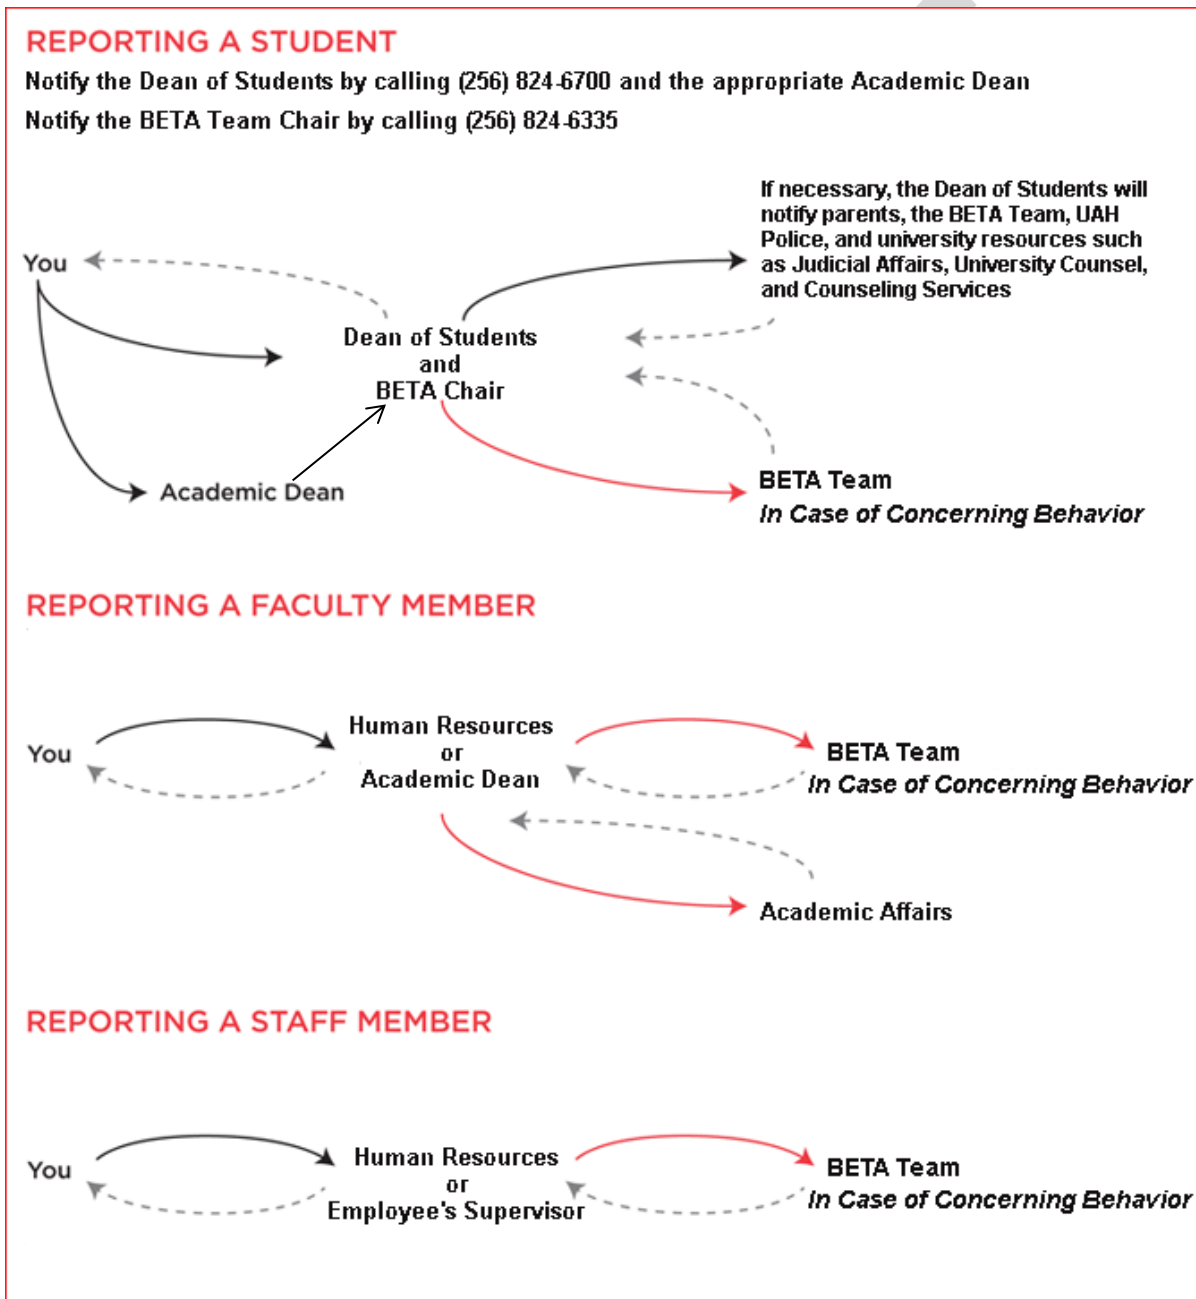 REPORTING A STUDENT
Notify the Dean of Students by calling (256) 824-6700 and the appropriate Academic Dean
Notify the BETA Team Chair by calling (256) 824-6335
If necessary, the Dean of Students will
notify parents, the BETA Team, UAH
Police, and university resources such
as Judicial Affairs, University Counsel,
and Counseling Services
You
Dean of Students
and
BETA Chair
Academic Dean
BETA Team
In Case of Concerning Behavior
REPORTING A FACULTY MEMBER
You
Human Resources
or
Academic Dean
BETA Team
In Case of Concerning Behavior
Academic Affairs
REPORTING A STAFF MEMBER
You
Human Resources
or
Employee's Supervisor
BETA Team
In Case of Concerning Behavior